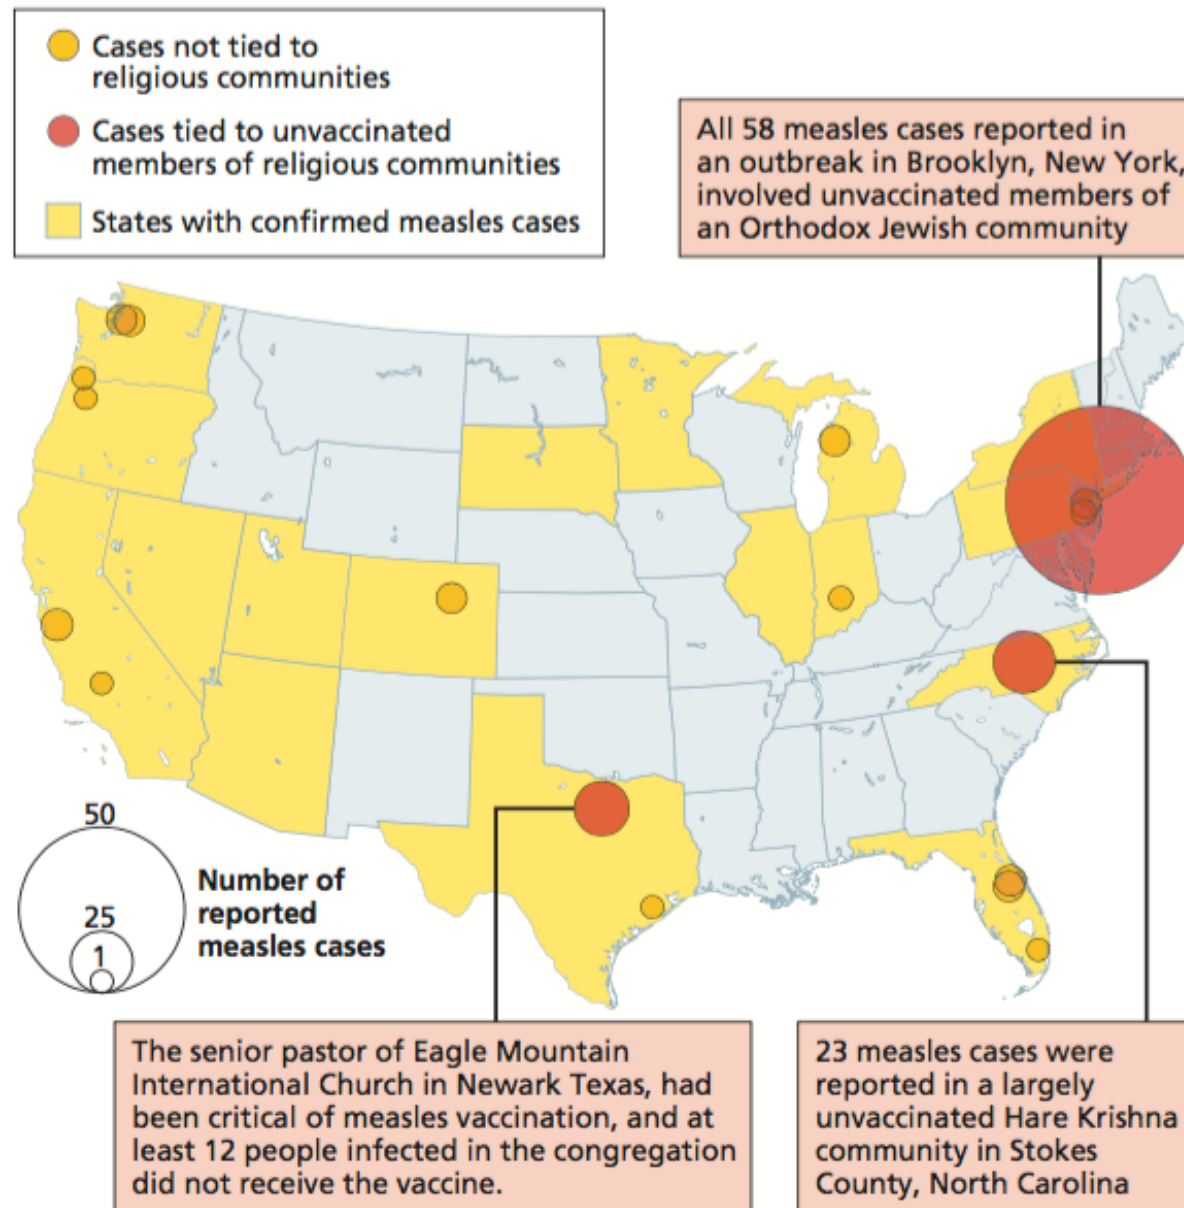 Cases not tied to
religious communities
Cases tied to unvaccinated
members of religious communities
States with confirmed measles cases
All 58 measles cases reported in
an outbreak in Brooklyn, New York,
involved unvaccinated members of
an Orthodox Jewish community
50
25
1
Number of
reported
measles cases
The senior pastor of Eagle Mountain
International Church in Newark Texas, had
been critical of measles vaccination, and at
least 12 people infected in the congregation
did not receive the vaccine.
23 measles cases were
reported in a largely
unvaccinated Hare Krishna
community in Stokes
County, North Carolina